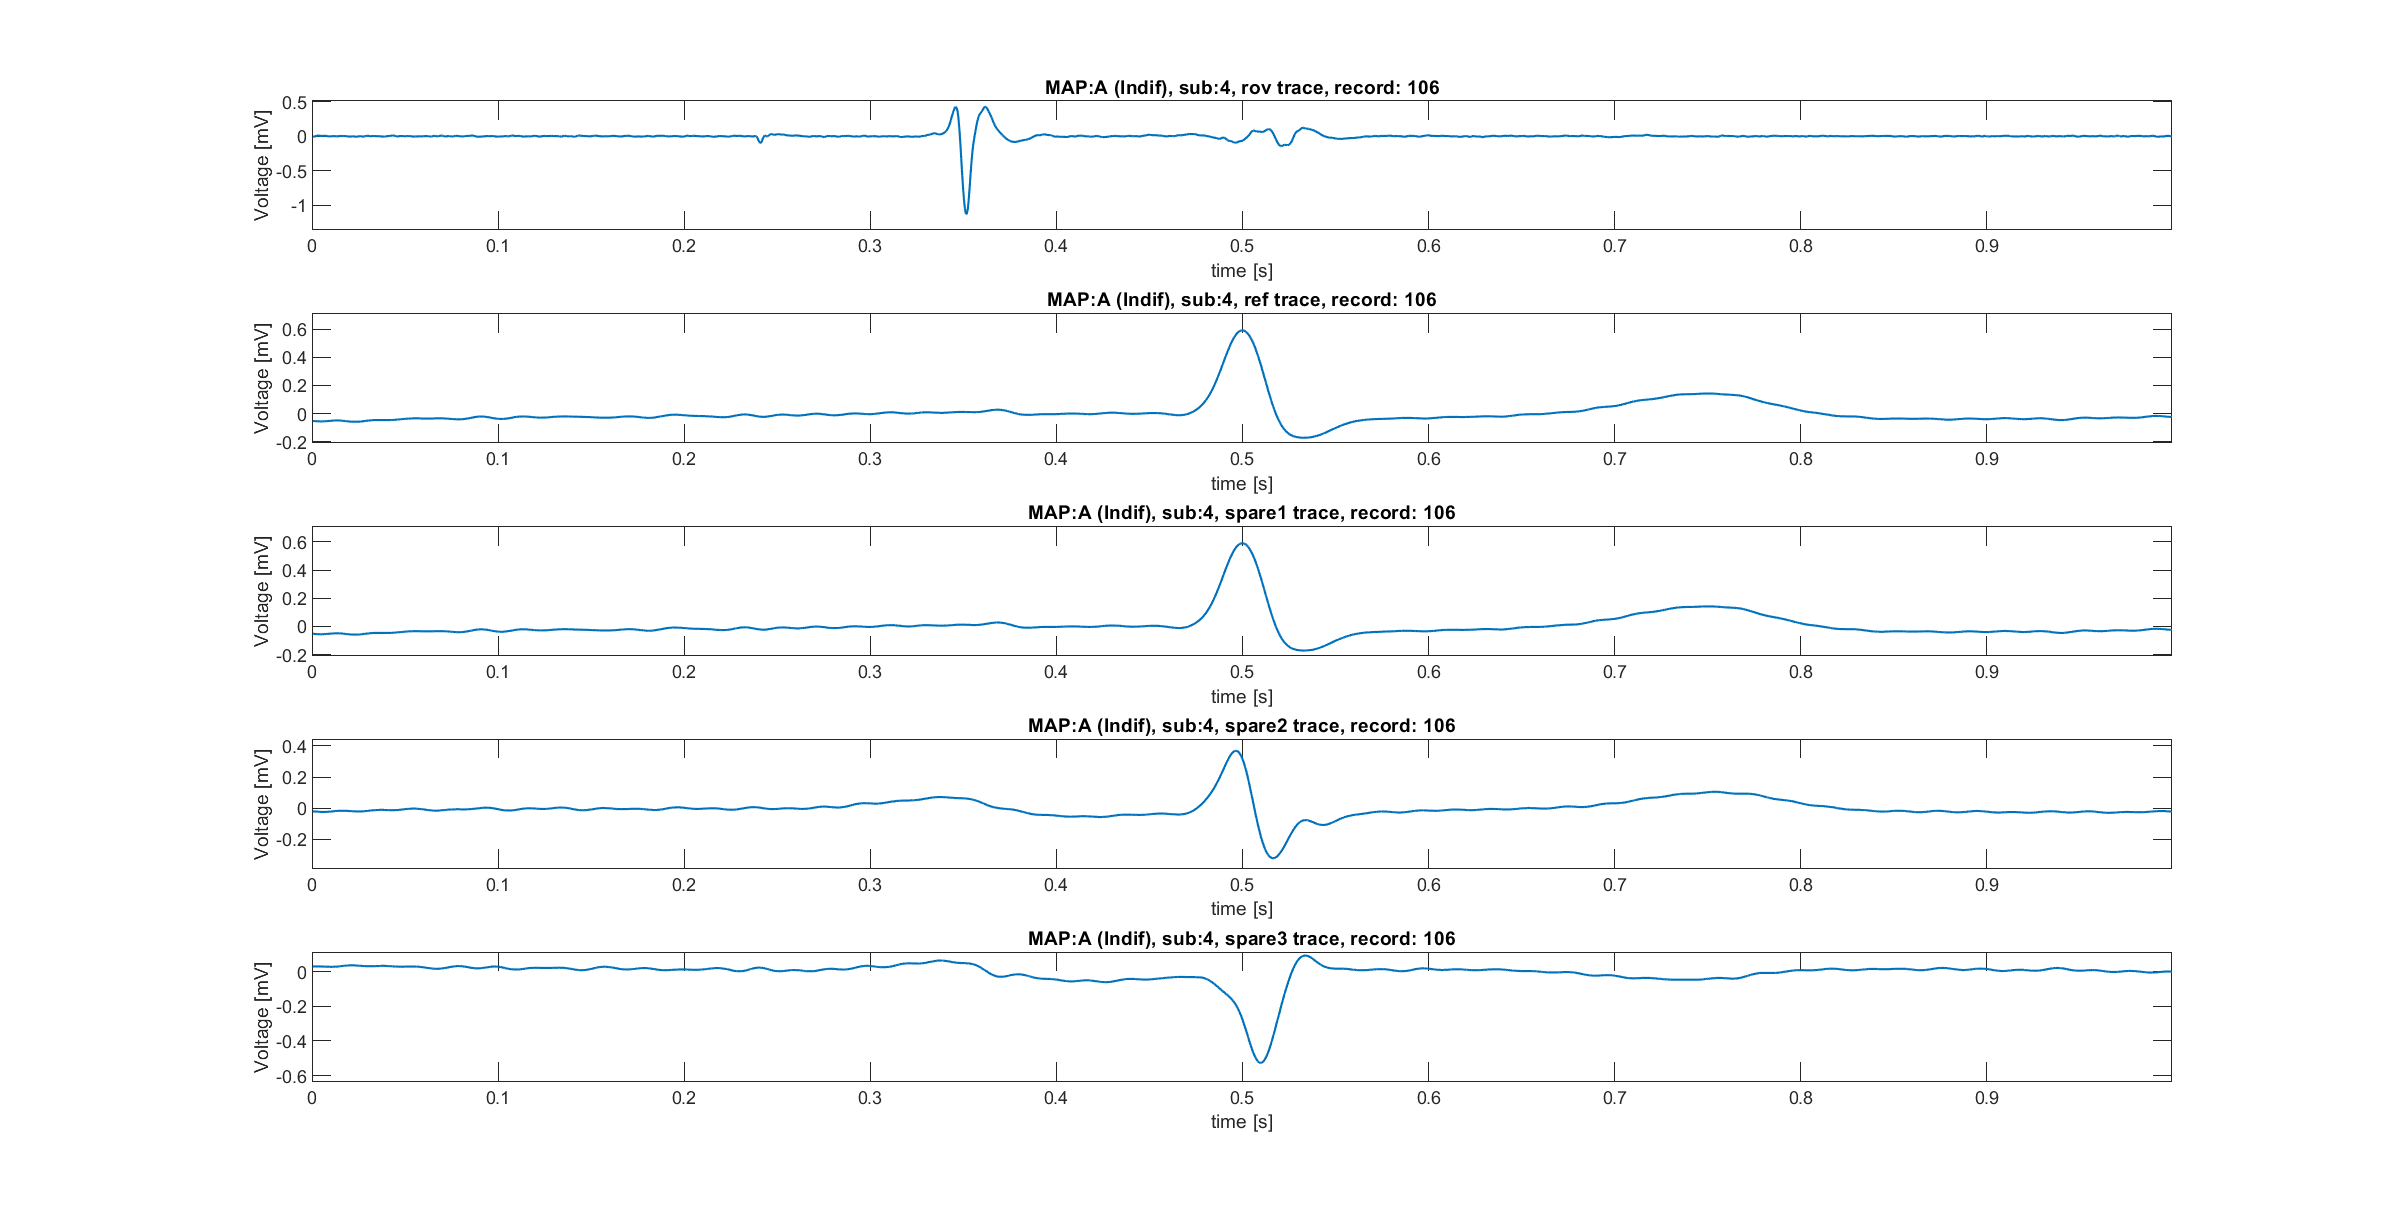 MAP:A (Indif), sub:4, rov trace, record: 106
Voltage [mV]
0.5
0
-0.5
-1
0 0.1 0.2 0.3 0.4 0.5 0.6 0.7 0.8 0.9
time [s]
MAP:A (Indif), sub:4, ref trace, record: 106
Voltage [mV]
0.6
0.4
0.2
0
-0.2
0 0.1 0.2 0.3 0.4 0.5 0.6 0.7 0.8 0.9
time [s]
MAP:A (Indif), sub:4, spare1 trace, record: 106
Voltage [mV]
0.6
0.4
0.2
0
-0.2
0 0.1 0.2 0.3 0.4 0.5 0.6 0.7 0.8 0.9
time [s]
MAP:A (Indif), sub:4, spare2 trace, record: 106
Voltage [mV]
0.4
0.2
0
-0.2
0 0.1 0.2 0.3 0.4 0.5 0.6 0.7 0.8 0.9
time [s]
MAP:A (Indif), sub:4, spare3 trace, record: 106
Voltage [mV]
0
-0.2
-0.4
-0.6
0 0.1 0.2 0.3 0.4 0.5 0.6 0.7 0.8 0.9
time [s]